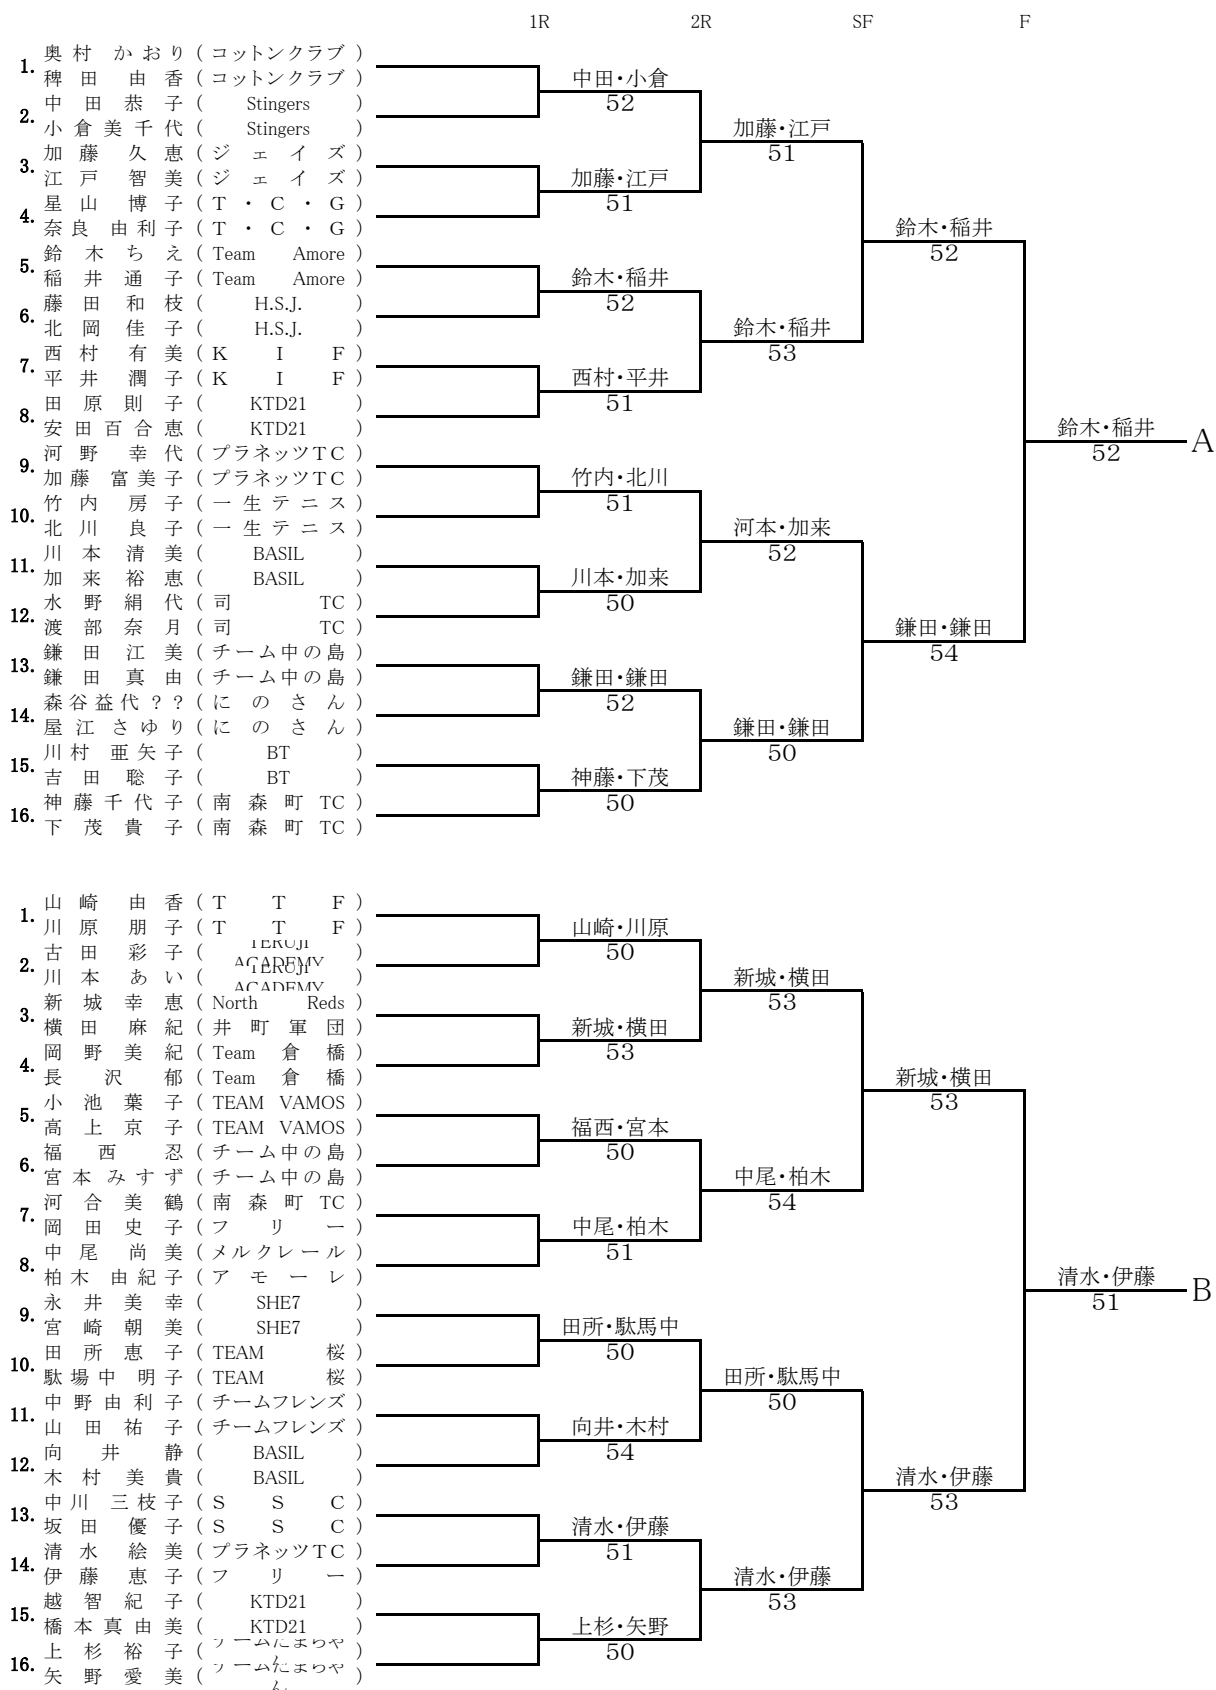 1R 2R SF F
奥村 かおり ( コットンクラブ )
1.
稗田 由香 ( コットンクラブ )
中田・小倉
52
中田恭子 ( Stingers )
2.
小倉美千代 ( Stingers )
加藤・江戸
51
加藤 久恵 ( ジェイズ )
3.
江戸 智美 ( ジェイズ )
加藤・江戸
51
星山 博子 ( T・C・G )
4.
奈良 由利子 ( T・C・G )
鈴木・稲井
52
鈴木ちえ ( Team Amore )
5.
稲井通子 ( Team Amore )
鈴木・稲井
52
藤田和枝 ( H.S.J. )
6.
北岡佳子 ( H.S.J. )
鈴木・稲井
53
西村 有美 ( K I F )
7.
平井 潤子 ( K I F )
西村・平井
51
田原則子 ( KTD21 )
8.
安田百合恵 ( KTD21 )
鈴木・稲井
52
A
河野 幸代 ( プラネッツTC )
9.
加藤 富美子 ( プラネッツTC )
竹内・北川
51
竹内 房子 ( 一生テニス )
10.
北川 良子 ( 一生テニス )
河本・加来
52
川本清美 ( BASIL )
11.
加来裕恵 ( BASIL )
川本・加来
50
水野絹代 ( 司 TC )
12.
渡部奈月 ( 司 TC )
鎌田・鎌田
54
鎌田江美 ( チーム中の島 )
13.
鎌田真由 ( チーム中の島 )
鎌田・鎌田
52
森谷益代?? ( にのさん )
14.
屋江さゆり ( にのさん )
鎌田・鎌田
50
川村 亜矢子 ( BT )
15.
吉田 聡子 ( BT )
神藤・下茂
50
神藤千代子 ( 南森町TC )
16.
下茂貴子 ( 南森町TC )
山崎 由香 ( T T F )
1.
川原 朋子 ( T T F )
山崎・川原
50
古田 彩子 ( TERUJI ACADEMY )
2.
川本 あい ( TERUJI ACADEMY )
新城・横田
53
新城幸恵 ( North Reds )
3.
横田麻紀 ( 井町軍団 )
新城・横田
53
岡野美紀 ( Team 倉橋 )
4.
長沢郁 ( Team 倉橋 )
新城・横田
53
小池葉子 ( TEAM VAMOS )
5.
高上京子 ( TEAM VAMOS )
福西・宮本
50
福西忍 ( チーム中の島 )
6.
宮本みすず ( チーム中の島 )
中尾・柏木
54
河合美鶴 ( 南森町TC )
7.
岡田史子 ( フリー )
中尾・柏木
51
中尾 尚美 ( メルクレール )
8.
柏木 由紀子 ( アモーレ )
清水・伊藤
51
B
永井美幸 ( SHE7 )
9.
宮崎朝美 ( SHE7 )
田所・駄馬中
50
田所恵子 ( TEAM 桜 )
10.
駄場中 明子 ( TEAM 桜 )
田所・駄馬中
50
中野由利子 ( チームフレンズ )
11.
山田祐子 ( チームフレンズ )
向井・木村
54
向井静 ( BASIL )
12.
木村美貴 ( BASIL )
清水・伊藤
53
中川 三枝子 ( S S C )
13.
坂田 優子 ( S S C )
清水・伊藤
51
清水絵美 ( プラネッツTC )
14.
伊藤恵子 ( フリー )
清水・伊藤
53
越智紀子 ( KTD21 )
15.
橋本真由美 ( KTD21 )
上杉・矢野
50
上杉裕子 ( チームたまちゃん )
16.
矢野愛美 ( チームたまちゃん )